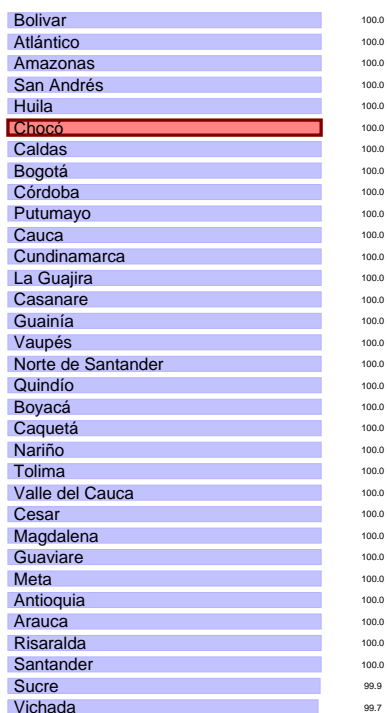 Bolivar 100.0
Atlántico 100.0
Amazonas 100.0
San Andrés 100.0
Huila 100.0
Chocó 100.0
Caldas 100.0
Bogotá 100.0
Córdoba 100.0
Putumayo 100.0
Cauca 100.0
Cundinamarca 100.0
La Guajira 100.0
Casanare 100.0
Guainía 100.0
Vaupés 100.0
Norte de Santander 100.0
Quindío 100.0
Boyacá 100.0
Caquetá 100.0
Nariño 100.0
Tolima 100.0
Valle del Cauca 100.0
Cesar 100.0
Magdalena 100.0
Guaviare 100.0
Meta 100.0
Antioquia 100.0
Arauca 100.0
Risaralda 100.0
Santander 100.0
Sucre 99.9
Vichada 99.7